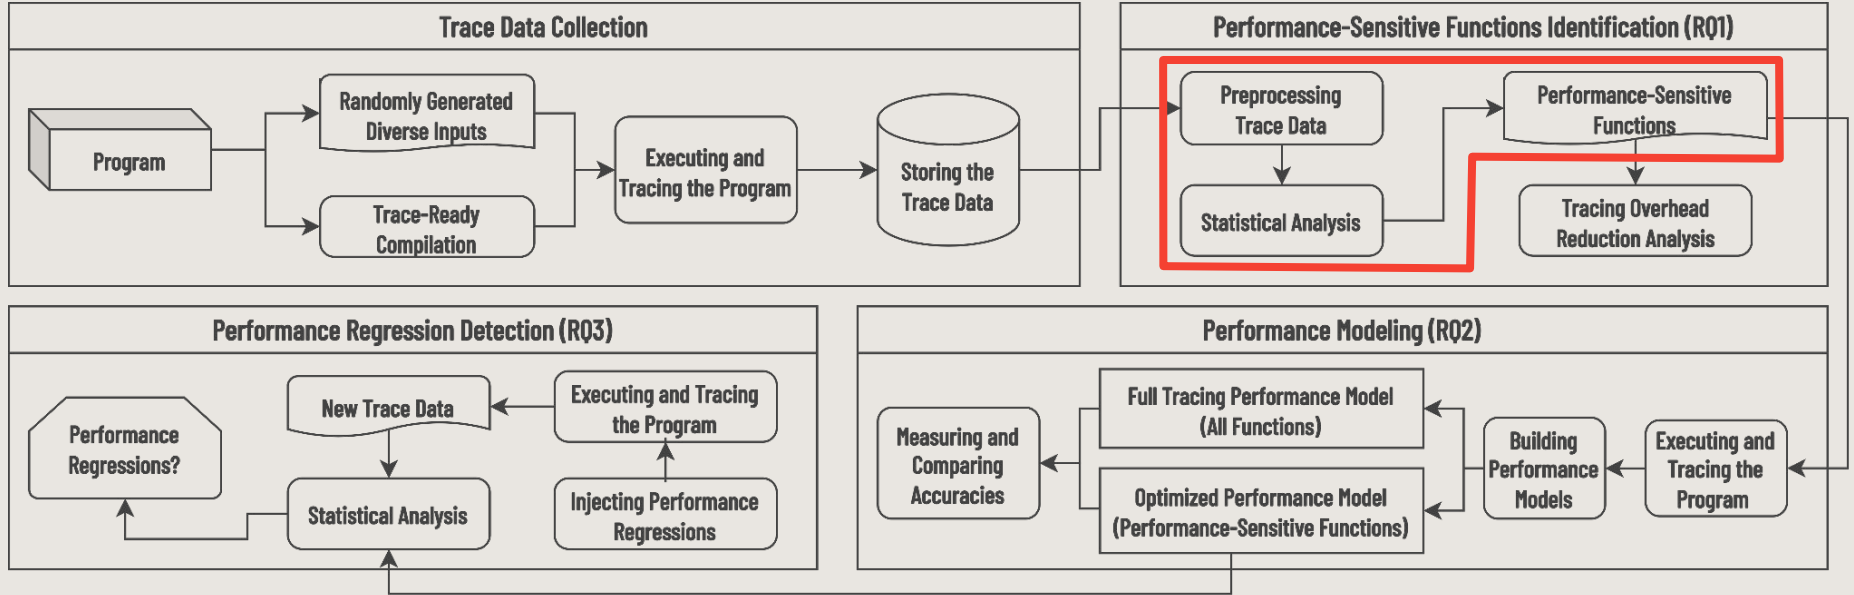 Trace Data Collection
Program
Randomly Generated
Diverse Inputs
Trace-Ready
Compilation
Executing and
Tracing the Program
Storing the
Trace Data
Performance-Sensitive Functions Identification (RQ1)
Preprocessing
Trace Data
Statistical Analysis
Performance-Sensitive
Functions
Tracing Overhead
Reduction Analysis
Performance Regression Detection (RQ3)
Performance
Regressions?
New Trace Data
Statistical Analysis
Executing and Tracing
the Program
Injecting Performance
Regressions
Performance Modeling (RQ2)
Measuring and
Comparing
Accuracies
Full Tracing Performance Model
(All Functions)
Optimized Performance Model
(Performance-Sensitive Functions)
Building
Performance
Models
Executing and
Tracing the
Program